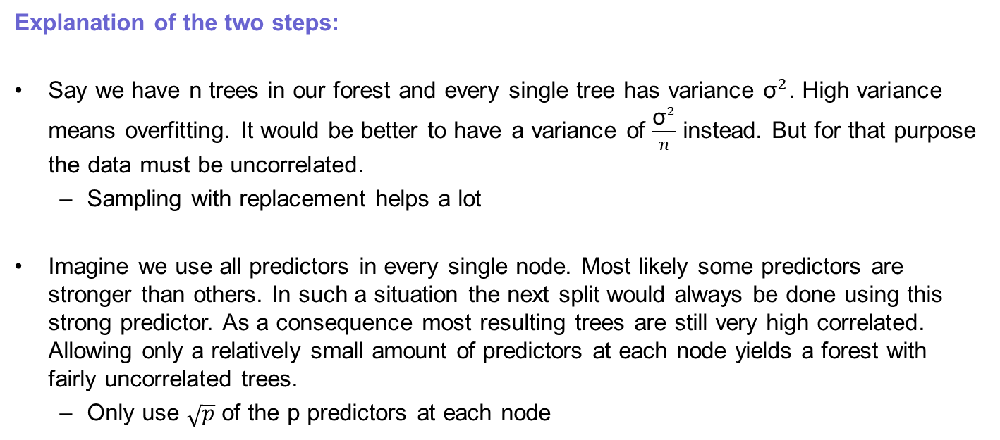 Explanation of the two steps:
• Say we have n trees in our forest and every single tree has variance σ². High variance
means overfitting. It would be better to have a variance of σ²/n instead. But for that purpose
the data must be uncorrelated.
– Sampling with replacement helps a lot
• Imagine we use all predictors in every single node. Most likely some predictors are
stronger than others. In such a situation the next split would always be done using this
strong predictor. As a consequence most resulting trees are still very high correlated.
Allowing only a relatively small amount of predictors at each node yields a forest with
fairly uncorrelated trees.
– Only use √p of the p predictors at each node